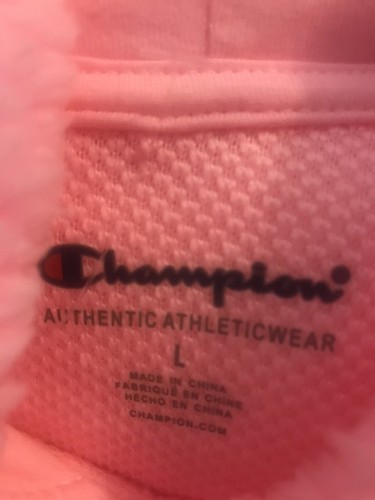 Champion
AUTHENTIC ATHLETICWEAR
L
MADE IN CHINA
FABRIQUÉ EN CHINE
HECHO EN CHINA
CHAMPION.COM